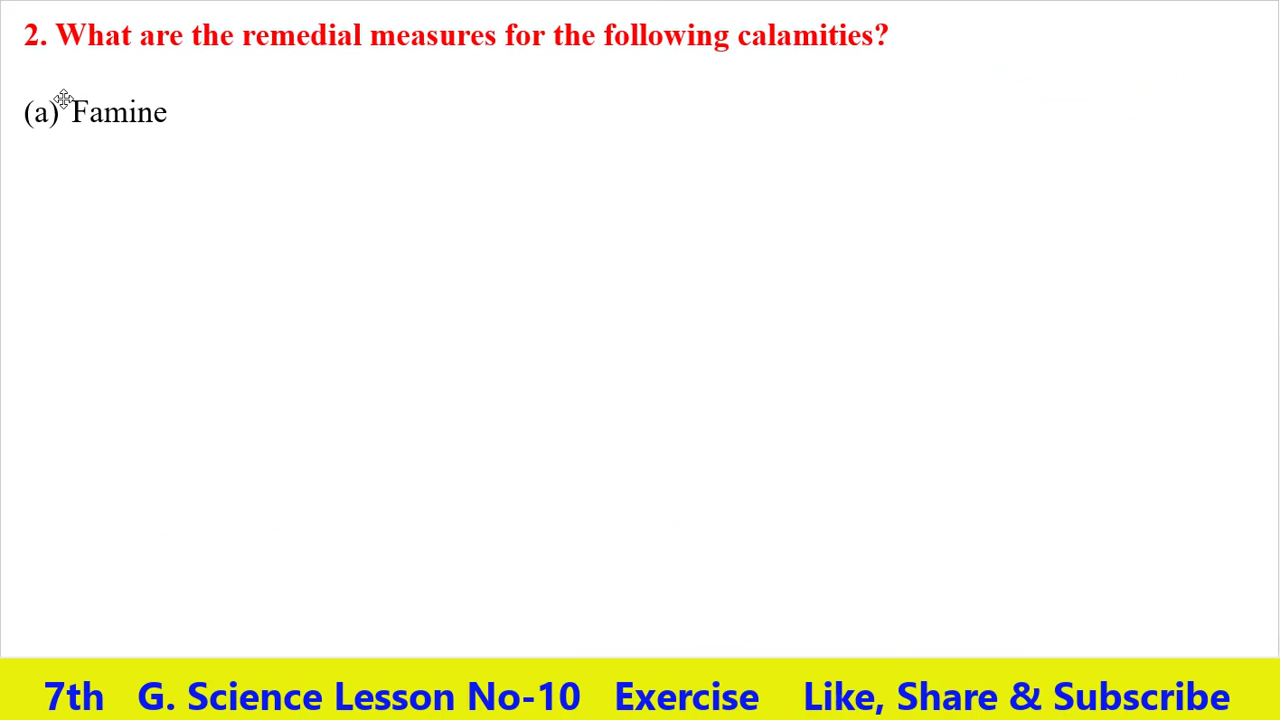 2. What are the remedial measures for the following calamities?
(a) Famine
7th G. Science Lesson No-10 Exercise Like, Share & Subscribe